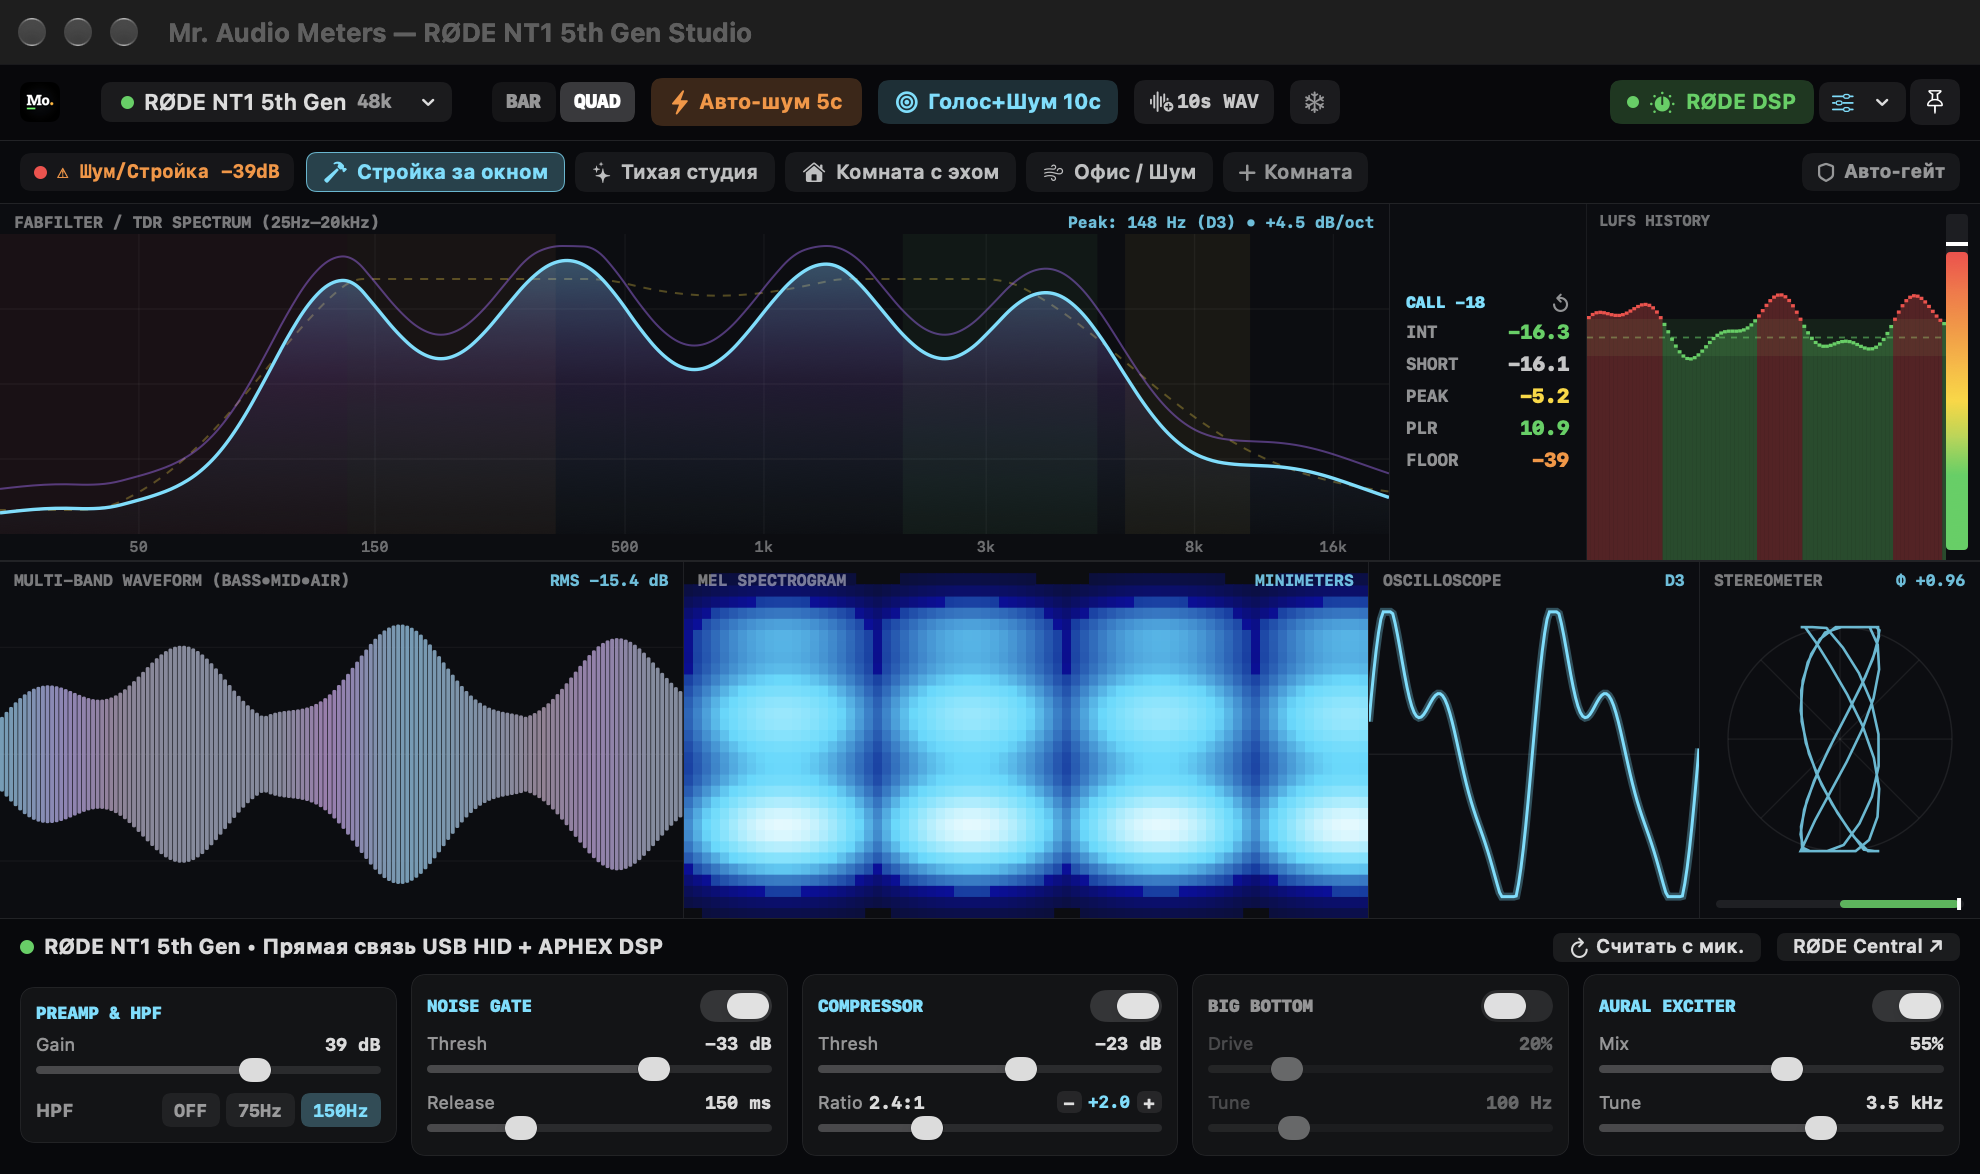 Mr. Audio Meters — RØDE NT1 5th Gen Studio
Mo.
RØDE NT1 5th Gen 48k
BAR
QUAD
Авто-шум 5с
Голос+Шум 10с
10s WAV
RØDE DSP
⚠ Шум/Стройка −39dB
Стройка за окном
Тихая студия
Комната с эхом
Офис / Шум
+ Комната
Авто-гейт
FABFILTER / TDR SPECTRUM (25Hz–20kHz)
Peak: 148 Hz (D3) • +4.5 dB/oct
50
150
500
1k
3k
8k
16k
CALL −18
INT −16.3
SHORT −16.1
PEAK −5.2
PLR 10.9
FLOOR −39
LUFS HISTORY
MULTI-BAND WAVEFORM (BASS•MID•AIR)
RMS −15.4 dB
MEL SPECTROGRAM
MINIMETERS
OSCILLOSCOPE
D3
STEREOMETER
Φ +0.96
RØDE NT1 5th Gen • Прямая связь USB HID + APHEX DSP
Считать с мик.
RØDE Central ↗
PREAMP & HPF
Gain 39 dB
HPF OFF 75Hz 150Hz
NOISE GATE
Thresh −33 dB
Release 150 ms
COMPRESSOR
Thresh −23 dB
Ratio 2.4:1 − +2.0 +
BIG BOTTOM
Drive 20%
Tune 100 Hz
AURAL EXCITER
Mix 55%
Tune 3.5 kHz